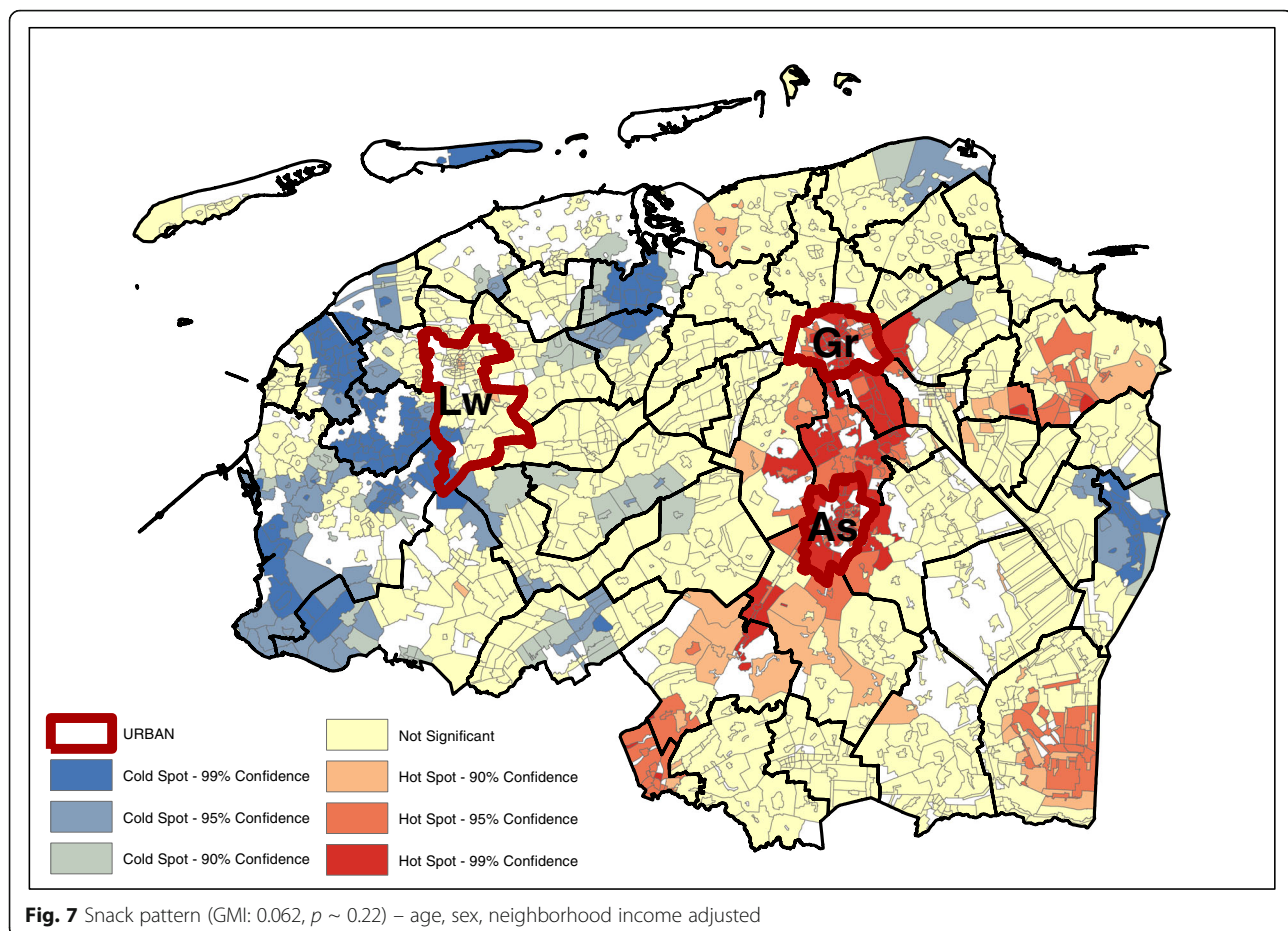 Gr
Lw
As
URBAN
Not Significant
Cold Spot - 99% Confidence
Hot Spot - 90% Confidence
Cold Spot - 95% Confidence
Hot Spot - 95% Confidence
Cold Spot - 90% Confidence
Hot Spot - 99% Confidence
Fig. 7 Snack pattern (GMI: 0.062, p ~ 0.22) – age, sex, neighborhood income adjusted